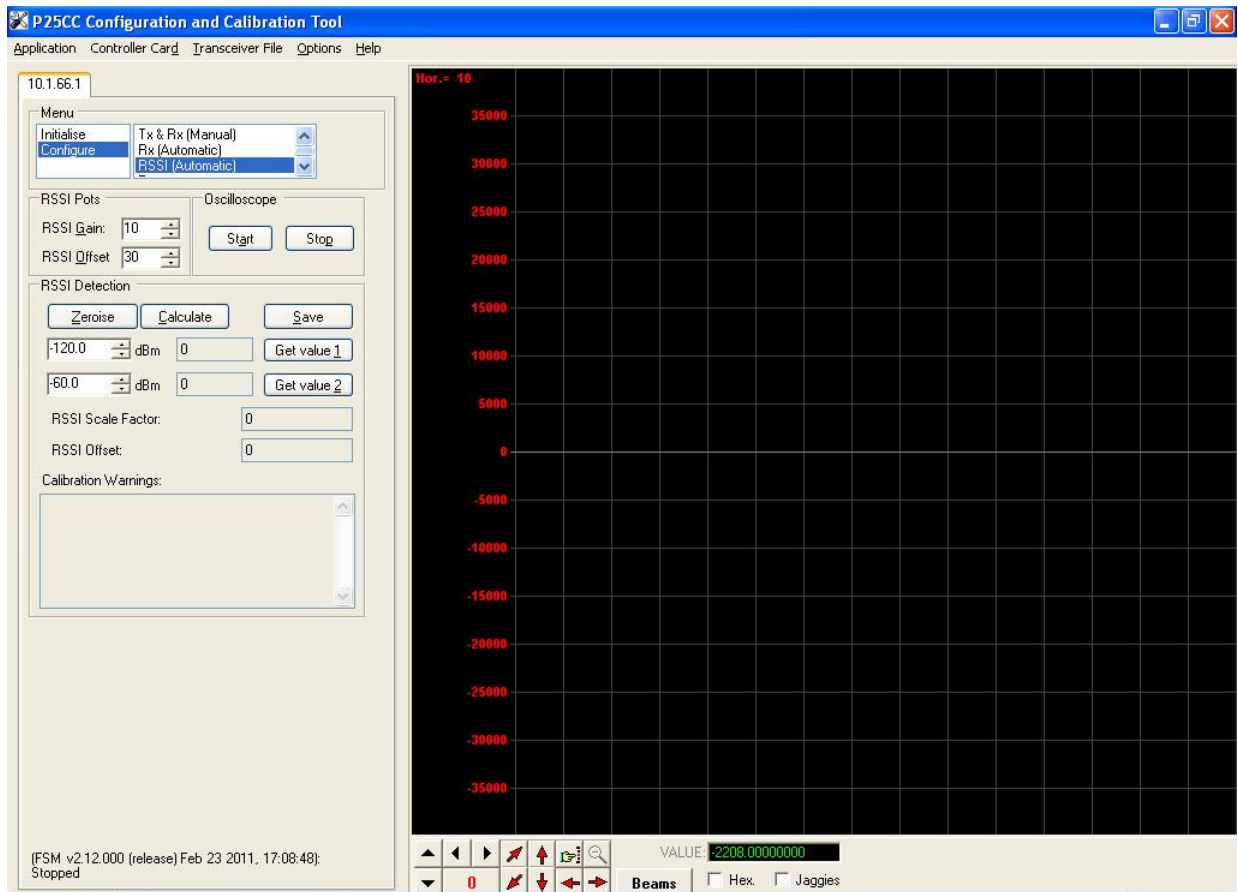 P25CC Configuration and Calibration Tool
Application Controller Card Transceiver File Options Help
10.1.66.1
Menu
Initialise
Configure
Tx & Rx (Manual)
Rx (Automatic)
RSSI (Automatic)
RSSI Pots
RSSI Gain: 10
RSSI Offset 30
Oscilloscope
Start Stop
RSSI Detection
Zeroise Calculate Save
-120.0 dBm 0 Get value 1
-60.0 dBm 0 Get value 2
RSSI Scale Factor: 0
RSSI Offset: 0
Calibration Warnings:
(FSM v2.12.000 (release) Feb 23 2011, 17:08:48):
Stopped
Hor.= 10
35000
30000
25000
20000
15000
10000
5000
0
-5000
-10000
-15000
-20000
-25000
-30000
-35000
VALUE: -2208.00000000
0 Beams Hex. Jaggies